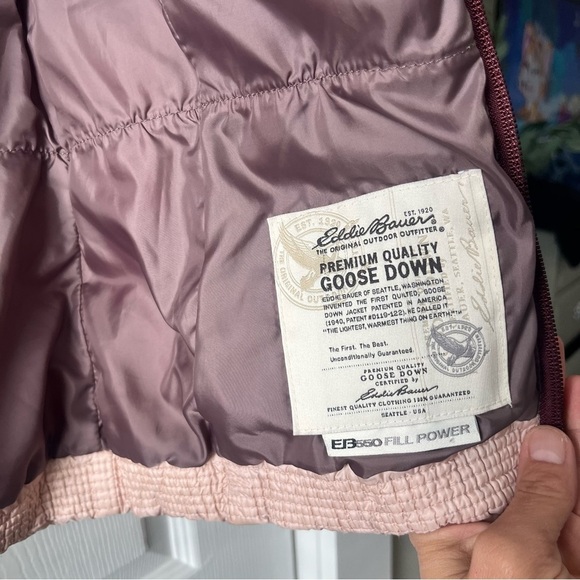 EST. 1920
Eddie Bauer®
THE ORIGINAL OUTDOOR OUTFITTER®
PREMIUM QUALITY
GOOSE DOWN
EDDIE BAUER OF SEATTLE, WASHINGTON
INVENTED THE FIRST QUILTED, GOOSE
DOWN JACKET PATENTED IN AMERICA
(1940, PATENT #D119-122). HE CALLED IT
"THE LIGHTEST, WARMEST THING ON EARTH™"
The First. The Best.
Unconditionally Guaranteed.
PREMIUM QUALITY
GOOSE DOWN
CERTIFIED by
Eddie Bauer
FINEST QUALITY CLOTHING 100% GUARANTEED
SEATTLE - USA
EB550 FILL POWER